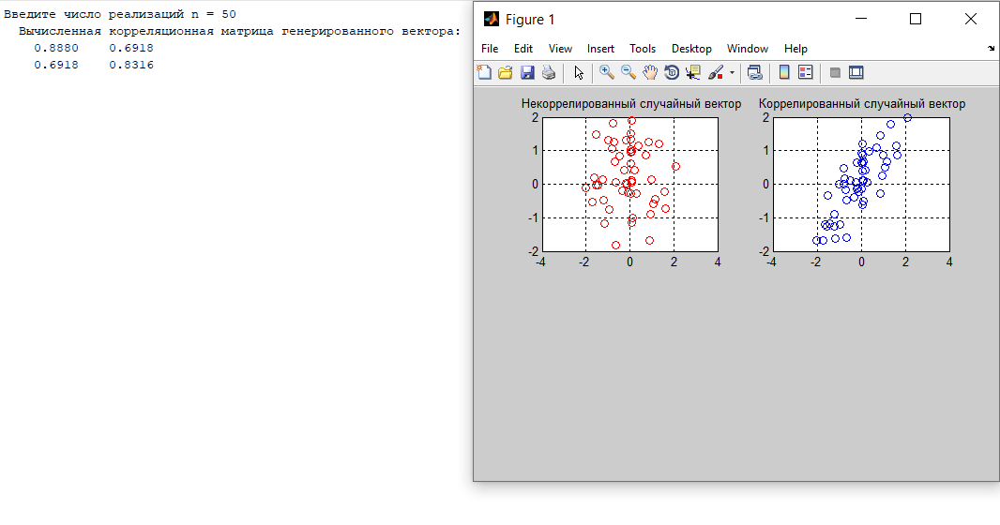 Введите число реализаций n = 50
Вычисленная корреляционная матрица генерированного вектора:
0.8880 0.6918
0.6918 0.8316
Figure 1
File Edit View Insert Tools Desktop Window Help
Некоррелированный случайный вектор
2
1
0
-1
-2
-4 -2 0 2 4
Коррелированный случайный вектор
2
1
0
-1
-2
-4 -2 0 2 4